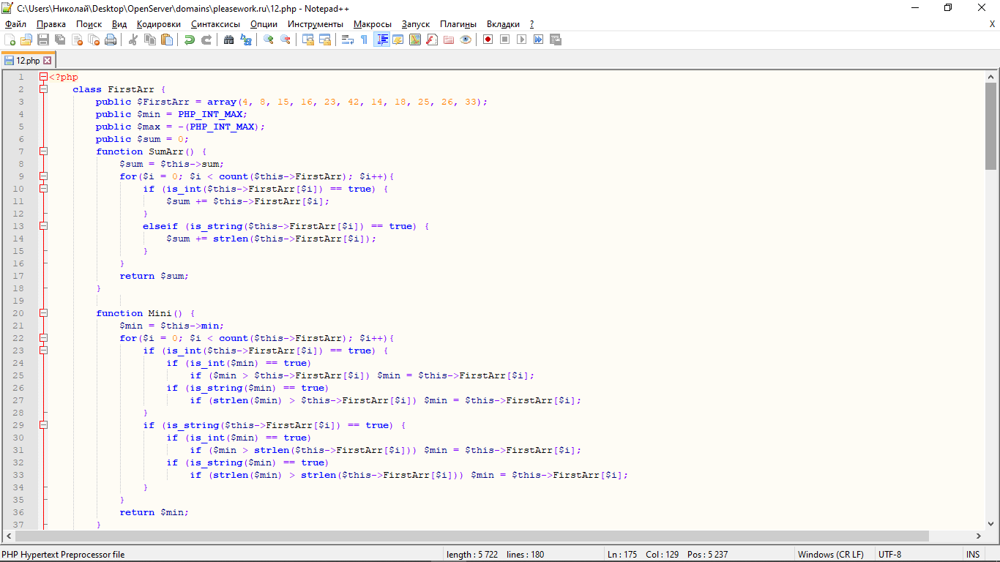 C:\Users\Николай\Desktop\OpenServer\domains\pleasework.ru\12.php - Notepad++
Файл Правка Поиск Вид Кодировки Синтаксисы Опции Инструменты Макросы Запуск Плагины Вкладки ? X
12.php
1 <?php
2 class FirstArr {
3 public $FirstArr = array(4, 8, 15, 16, 23, 42, 14, 18, 25, 26, 33);
4 public $min = PHP_INT_MAX;
5 public $max = -(PHP_INT_MAX);
6 public $sum = 0;
7 function SumArr() {
8 $sum = $this->sum;
9 for($i = 0; $i < count($this->FirstArr); $i++){
10 if (is_int($this->FirstArr[$i]) == true) {
11 $sum += $this->FirstArr[$i];
12 }
13 elseif (is_string($this->FirstArr[$i]) == true) {
14 $sum += strlen($this->FirstArr[$i]);
15 }
16 }
17 return $sum;
18 }
19
20 function Mini() {
21 $min = $this->min;
22 for($i = 0; $i < count($this->FirstArr); $i++){
23 if (is_int($this->FirstArr[$i]) == true) {
24 if (is_int($min) == true)
25 if ($min > $this->FirstArr[$i]) $min = $this->FirstArr[$i];
26 if (is_string($min) == true)
27 if (strlen($min) > $this->FirstArr[$i]) $min = $this->FirstArr[$i];
28 }
29 if (is_string($this->FirstArr[$i]) == true) {
30 if (is_int($min) == true)
31 if ($min > strlen($this->FirstArr[$i])) $min = $this->FirstArr[$i];
32 if (is_string($min) == true)
33 if (strlen($min) > strlen($this->FirstArr[$i])) $min = $this->FirstArr[$i];
34 }
35 }
36 return $min;
37 }
PHP Hypertext Preprocessor file length : 5 722 lines : 180 Ln : 175 Col : 129 Pos : 5 237 Windows (CR LF) UTF-8 INS